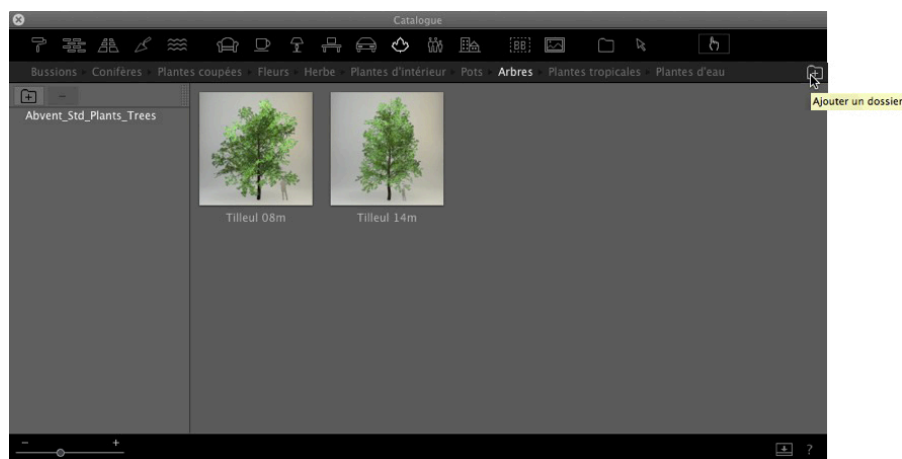 Catalogue
Bussions Conifères Plantes coupées Fleurs Herbe Plantes d'intérieur Pots Arbres Plantes tropicales Plantes d'eau
Ajouter un dossier
Abvent_Std_Plants_Trees
Tilleul 08m Tilleul 14m
- +
?